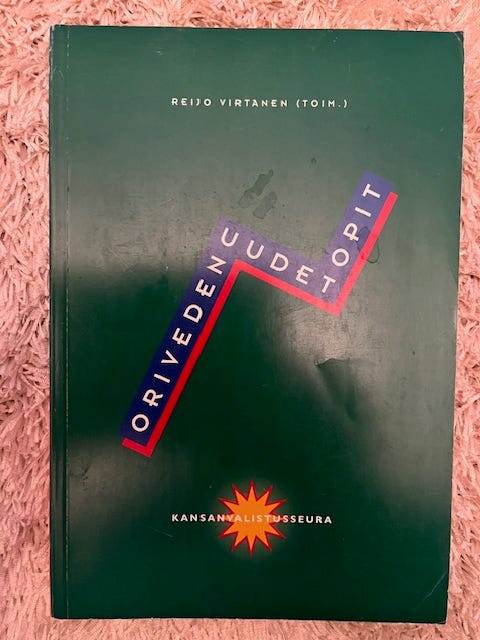 REIJO VIRTANEN (TOIM.)
ORIVEDEN
UUDET
OPIT
KANSANVALISTUSSEURA